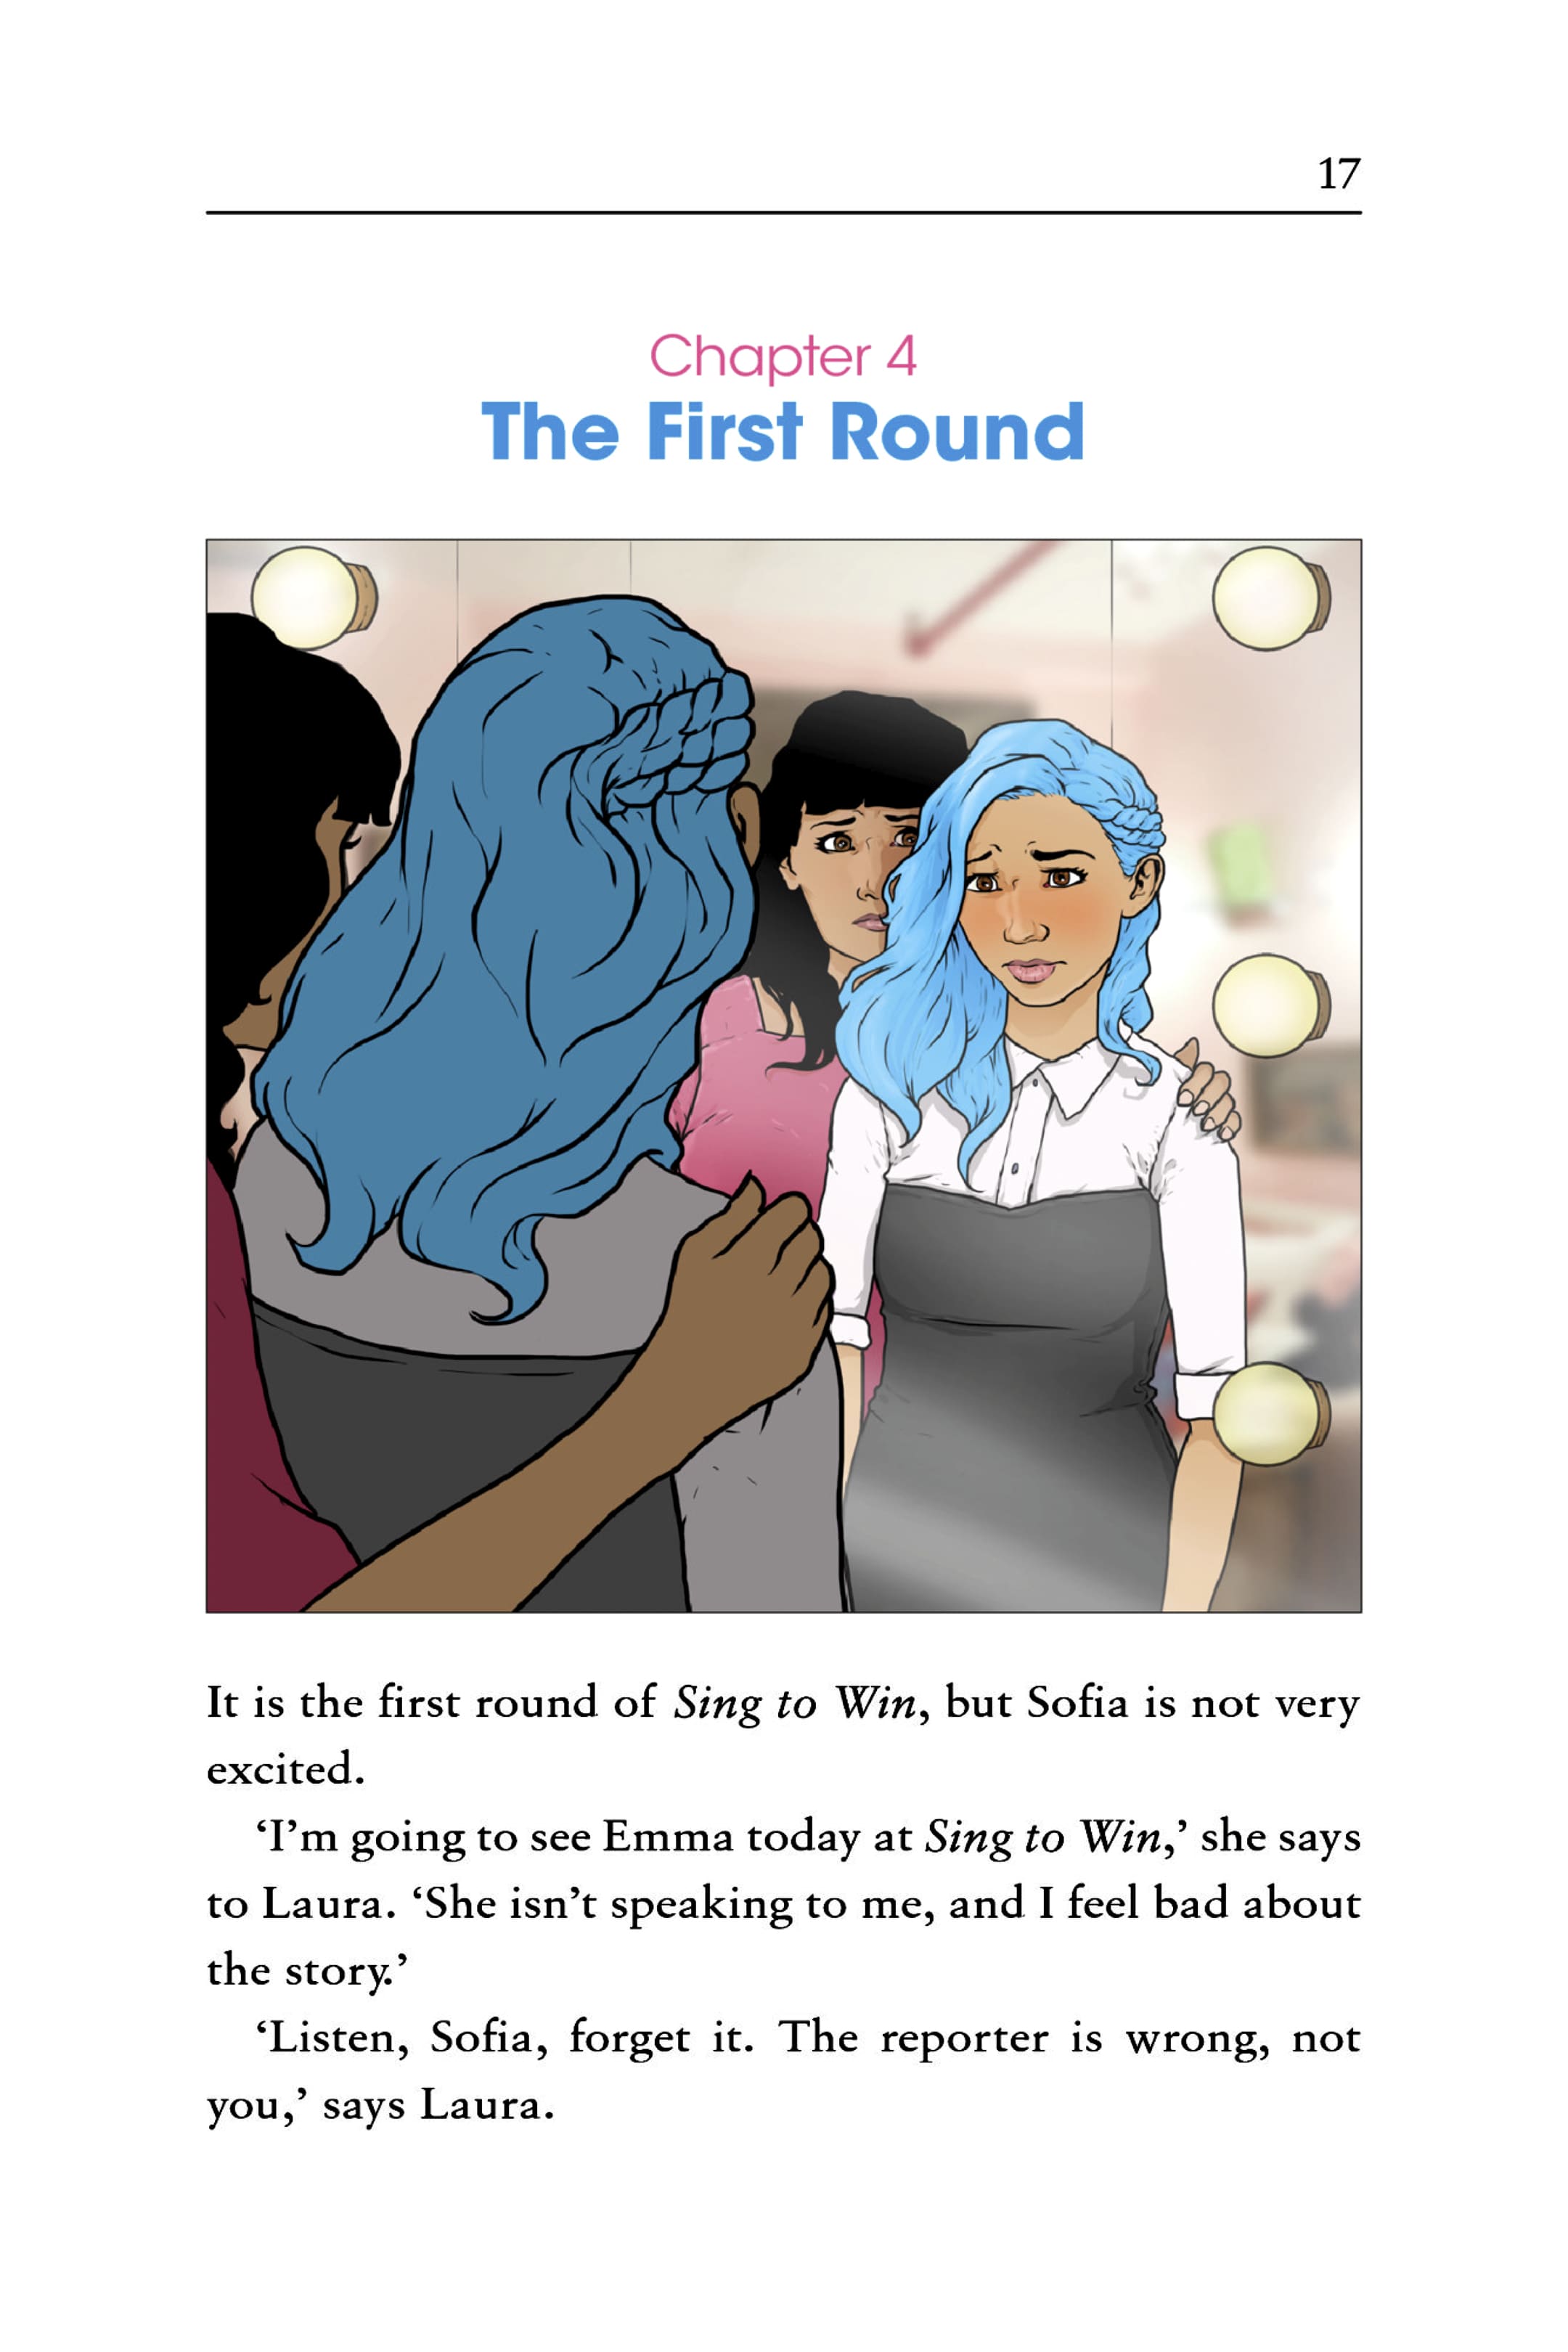 17
Chapter 4
The First Round
It is the first round of Sing to Win, but Sofia is not very
excited.
‘I’m going to see Emma today at Sing to Win,’ she says
to Laura. ‘She isn’t speaking to me, and I feel bad about
the story.’
‘Listen, Sofia, forget it. The reporter is wrong, not
you,’ says Laura.